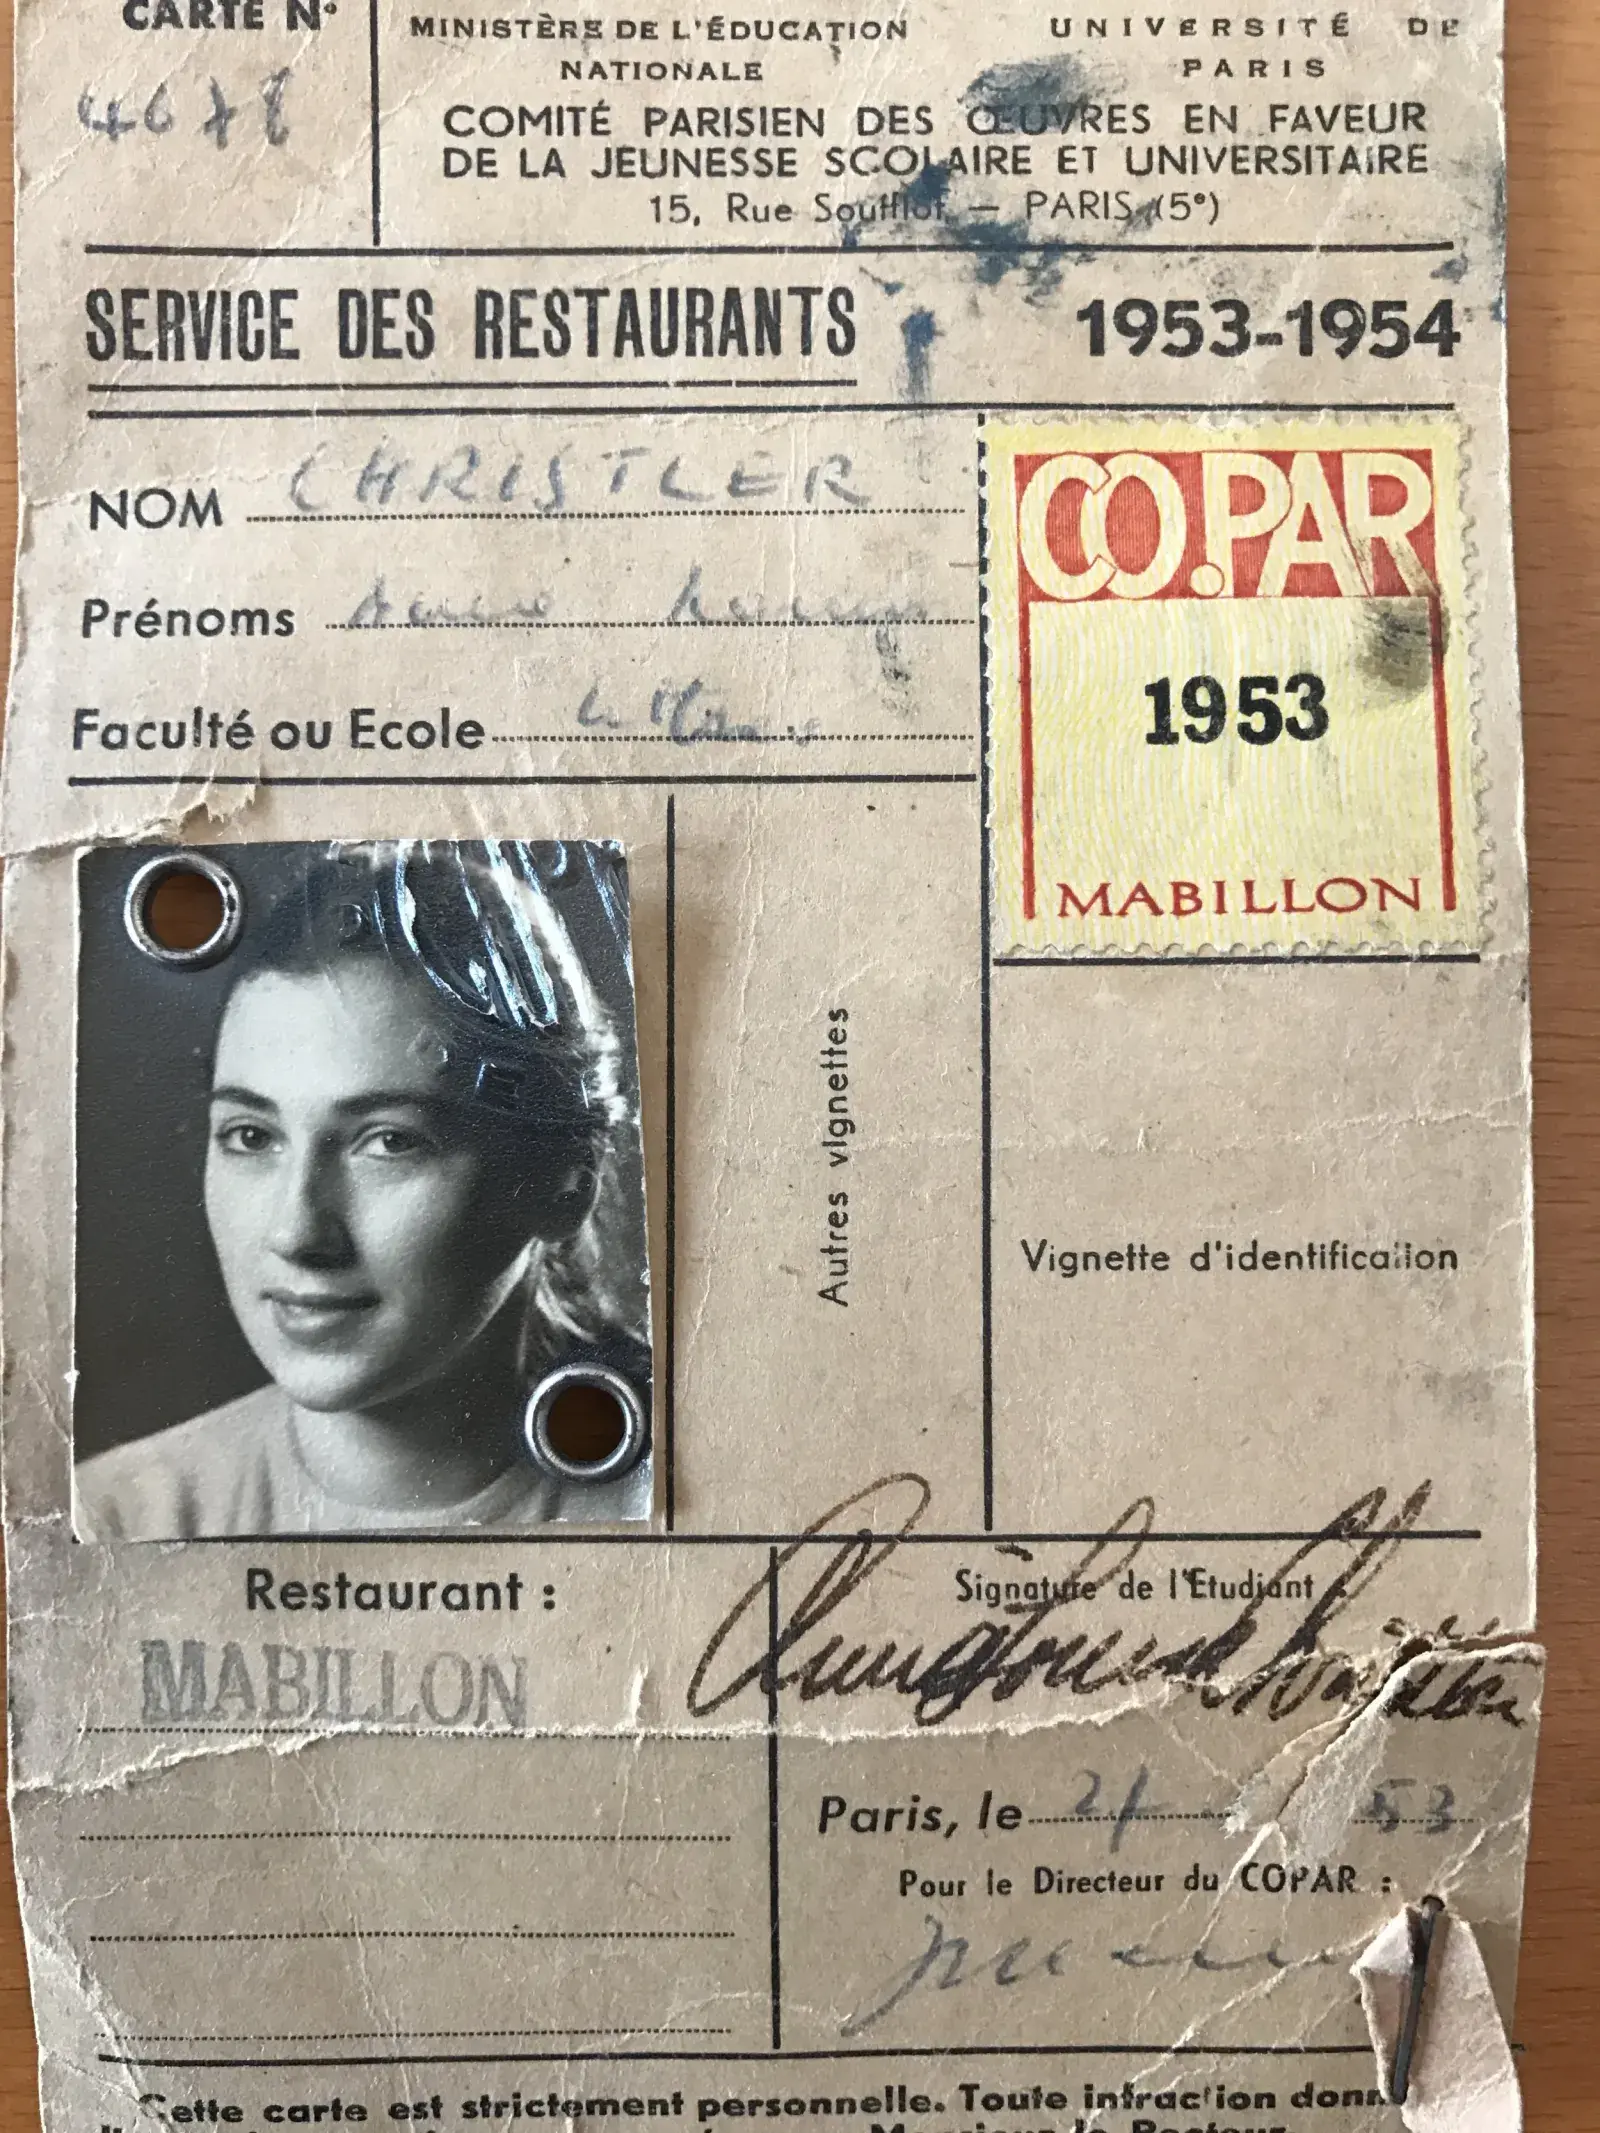 CARTE N°
4678
MINISTÈRE DE L'ÉDUCATION
NATIONALE
UNIVERSITÉ DE
PARIS
COMITÉ PARISIEN DES ŒUVRES EN FAVEUR
DE LA JEUNESSE SCOLAIRE ET UNIVERSITAIRE
15, Rue Soufflot — PARIS (5e)
SERVICE DES RESTAURANTS
1953-1954
NOM CHRISTLER
Prénoms
Faculté ou Ecole
CO.PAR
1953
MABILLON
Autres vignettes
Vignette d'identification
Restaurant :
MABILLON
Signature de l'Etudiant :
Paris, le 21 53
Pour le Directeur du COPAR :
Cette carte est strictement personnelle. Toute infraction
Monsieur le Recteur